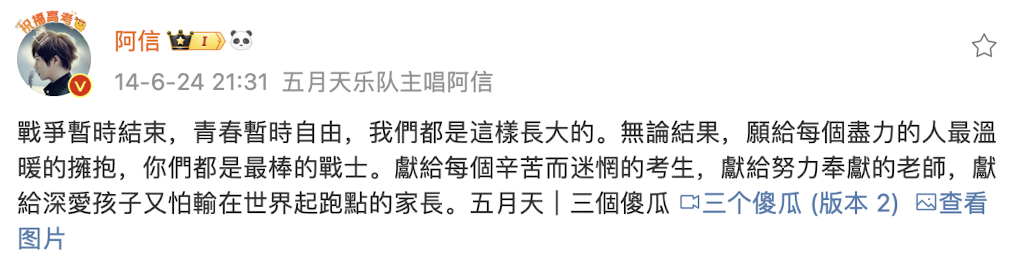 祝福高考
阿信 I
14-6-24 21:31 五月天乐队主唱阿信
戰爭暫時結束，青春暫時自由，我們都是這樣長大的。無論結果，願給每個盡力的人最溫
暖的擁抱，你們都是最棒的戰士。獻給每個辛苦而迷惘的考生，獻給努力奉獻的老師，獻
給深愛孩子又怕輸在世界起跑點的家長。五月天｜三個傻瓜 三个傻瓜 (版本 2) 查看
图片